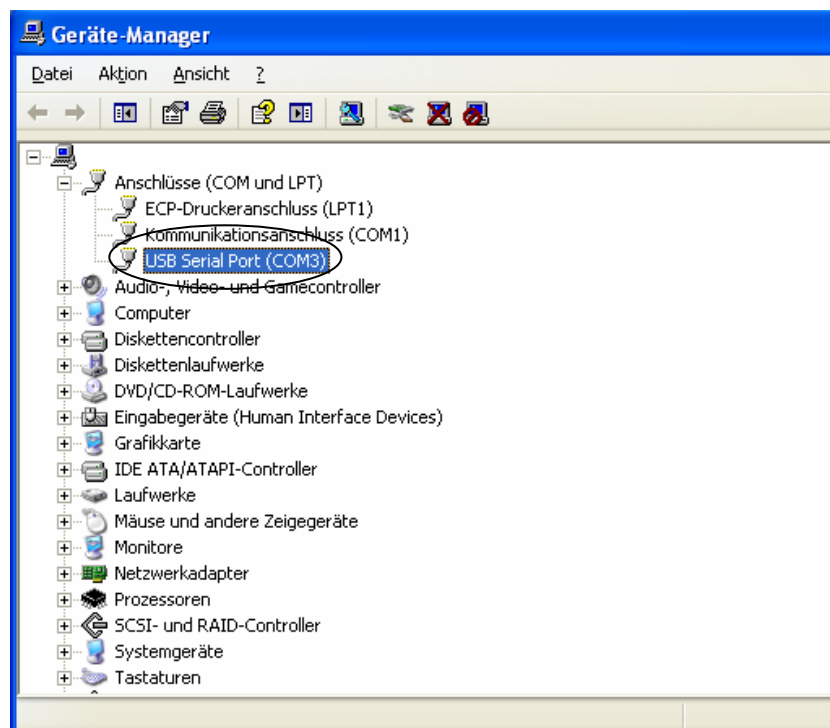 Geräte-Manager
Datei Aktion Ansicht ?
Anschlüsse (COM und LPT)
ECP-Druckeranschluss (LPT1)
Kommunikationsanschluss (COM1)
USB Serial Port (COM3)
Audio-, Video- und Gamecontroller
Computer
Diskettencontroller
Diskettenlaufwerke
DVD/CD-ROM-Laufwerke
Eingabegeräte (Human Interface Devices)
Grafikkarte
IDE ATA/ATAPI-Controller
Laufwerke
Mäuse und andere Zeigegeräte
Monitore
Netzwerkadapter
Prozessoren
SCSI- und RAID-Controller
Systemgeräte
Tastaturen